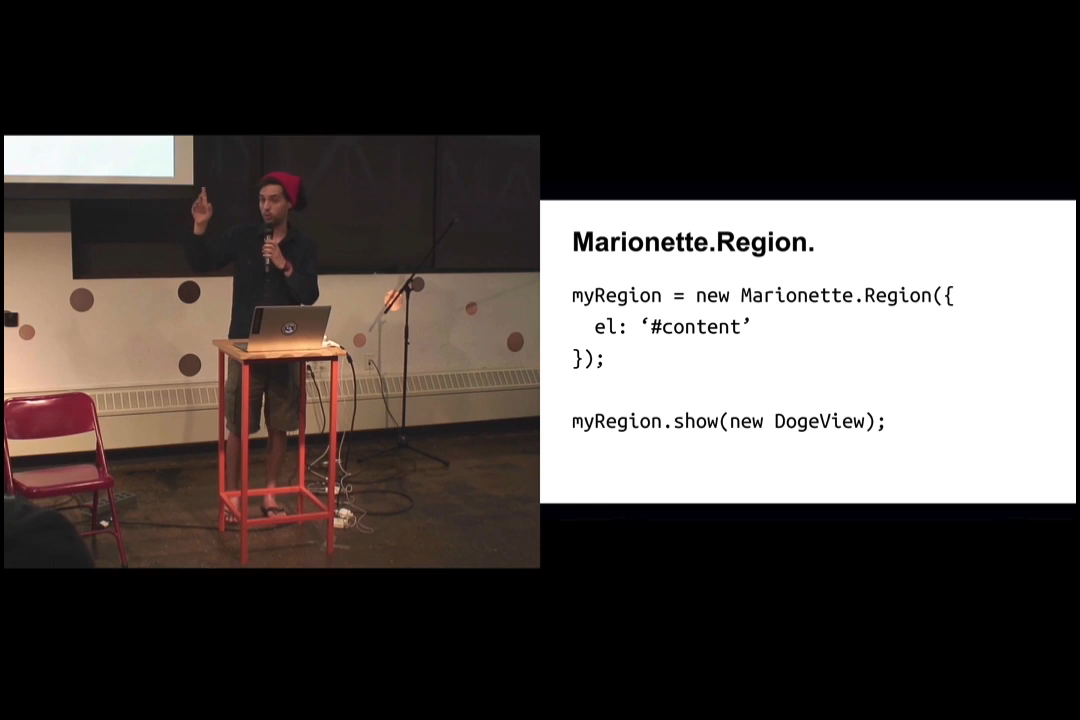 Marionette.Region.
myRegion = new Marionette.Region({
  el: ‘#content’
});
myRegion.show(new DogeView);